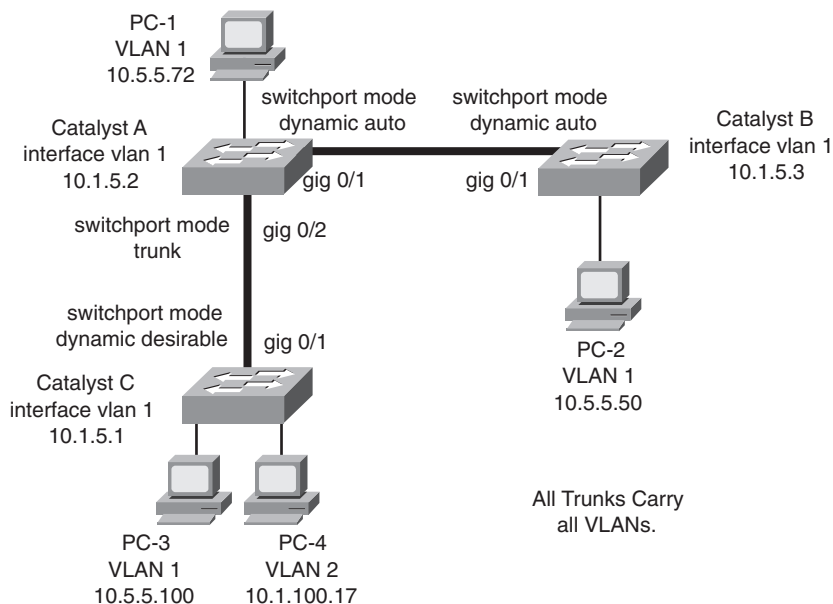 PC-1
VLAN 1
10.5.5.72
switchport mode
dynamic auto
switchport mode
dynamic auto
Catalyst A
interface vlan 1
10.1.5.2
Catalyst B
interface vlan 1
10.1.5.3
gig 0/1
gig 0/1
switchport mode
trunk
gig 0/2
switchport mode
dynamic desirable
gig 0/1
PC-2
VLAN 1
10.5.5.50
Catalyst C
interface vlan 1
10.1.5.1
All Trunks Carry
all VLANs.
PC-3
VLAN 1
10.5.5.100
PC-4
VLAN 2
10.1.100.17